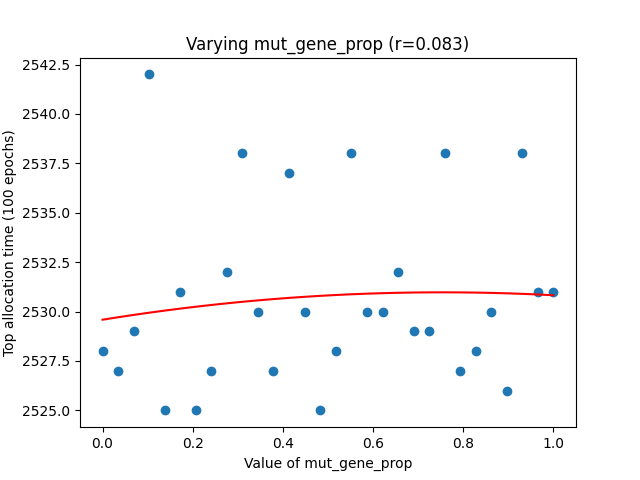 Varying mut_gene_prop (r=0.083)
Top allocation time (100 epochs)
2542.5
2540.0
2537.5
2535.0
2532.5
2530.0
2527.5
2525.0
0.0 0.2 0.4 0.6 0.8 1.0
Value of mut_gene_prop